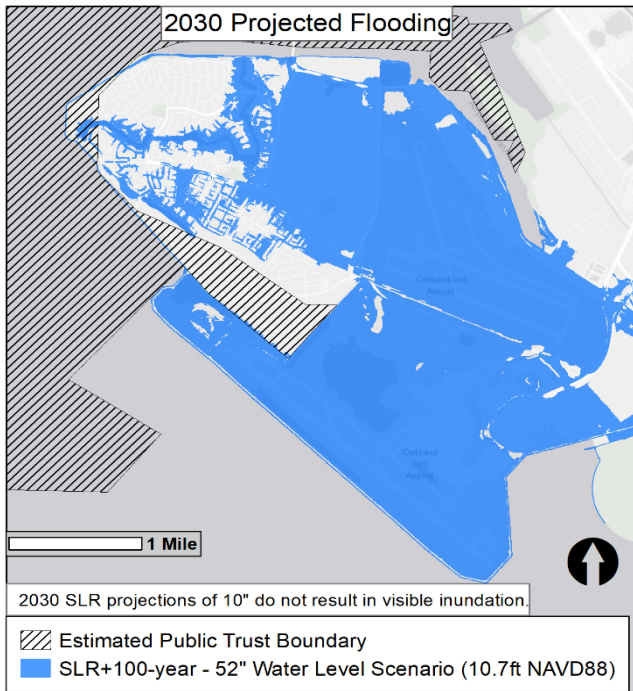 2030 Projected Flooding
Oakland Int'l
Airport
Oakland
Int'l
Airport
1 Mile
2030 SLR projections of 10" do not result in visible inundation.
Estimated Public Trust Boundary
SLR+100-year - 52" Water Level Scenario (10.7ft NAVD88)